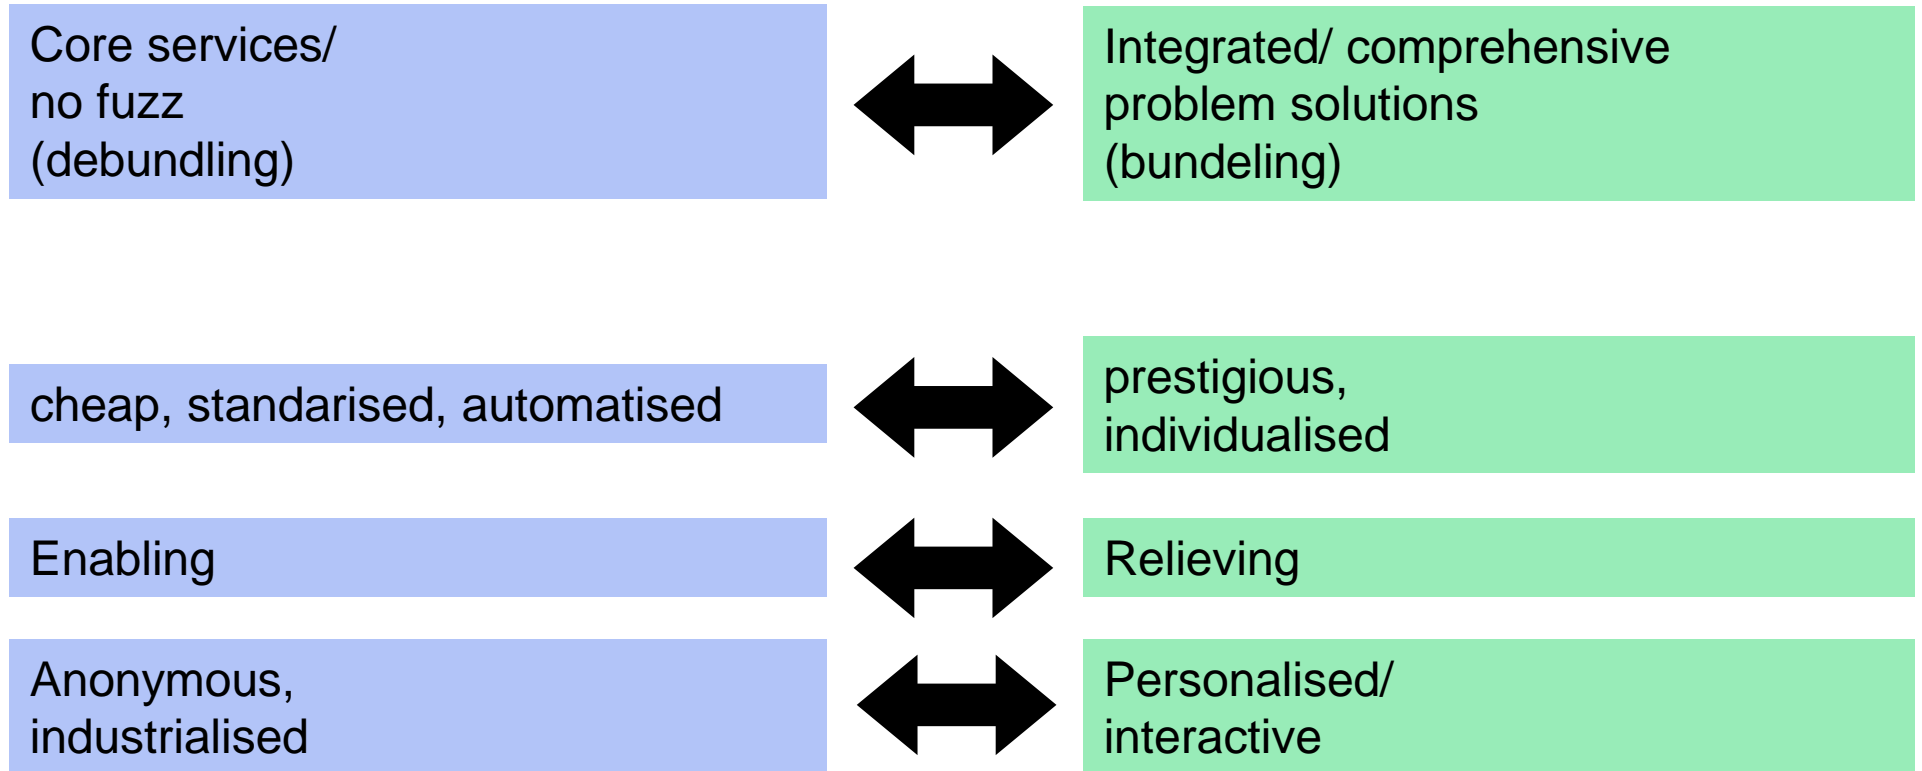 Core services/
no fuzz
(debundling)
Integrated/ comprehensive
problem solutions
(bundeling)
cheap, standarised, automatised
prestigious,
individualised
Enabling
Relieving
Anonymous,
industrialised
Personalised/
interactive